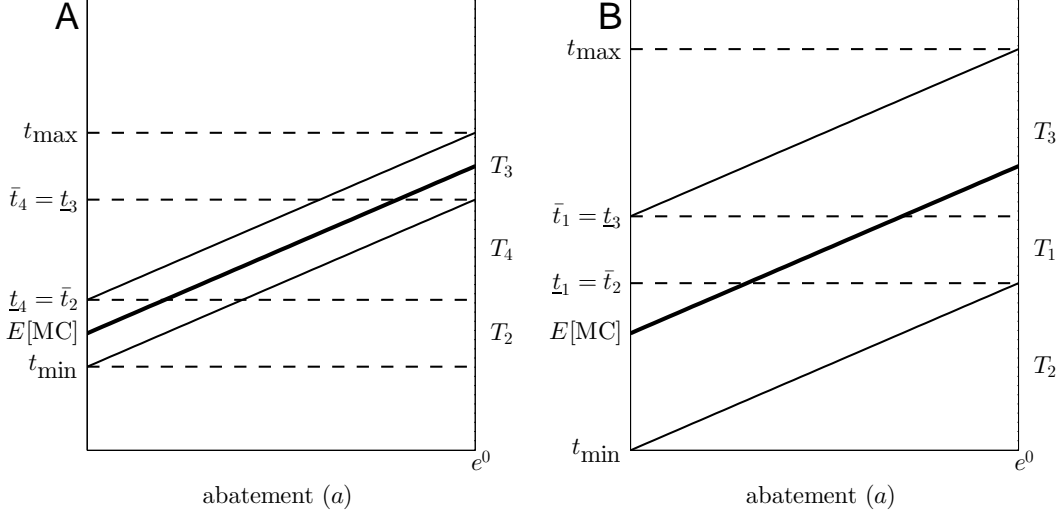 A
t_max
t̄_4 = t̲_3
t̲_4 = t̄_2
E[MC]
t_min
T_3
T_4
T_2
e^0
abatement (a)
B
t_max
t̄_1 = t̲_3
t̲_1 = t̄_2
E[MC]
t_min
T_3
T_1
T_2
e^0
abatement (a)